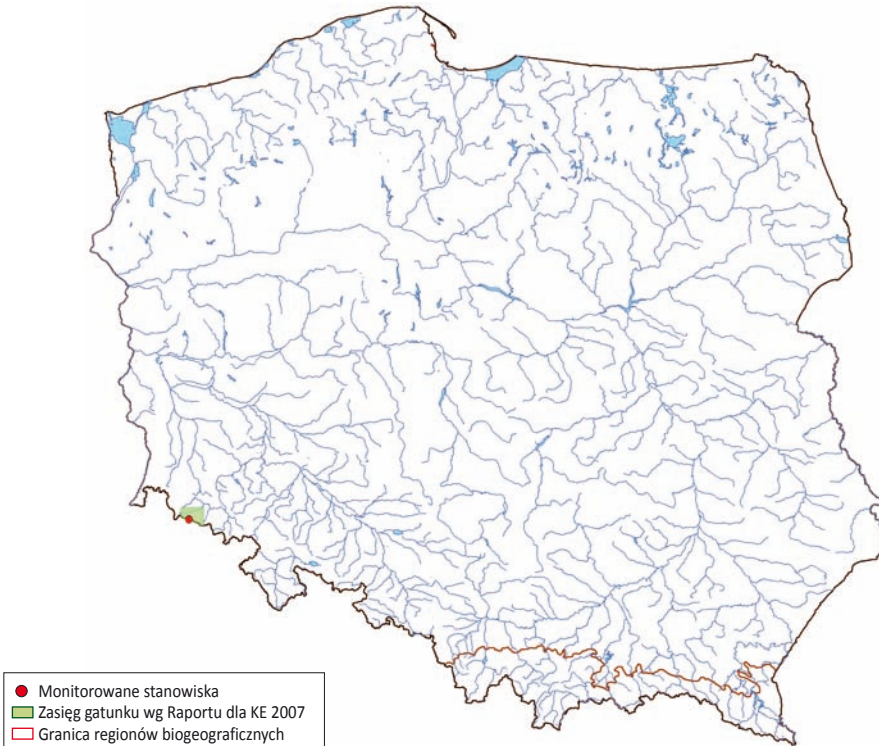 Monitorowane stanowiska
Zasięg gatunku wg Raportu dla KE 2007
Granica regionów biogeograficznych